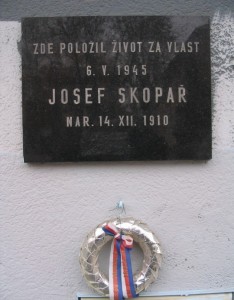 ZDE POLOŽIL ŽIVOT ZA VLAST
6. V. 1945
JOSEF SKOPAŘ
NAR. 14. XII. 1910